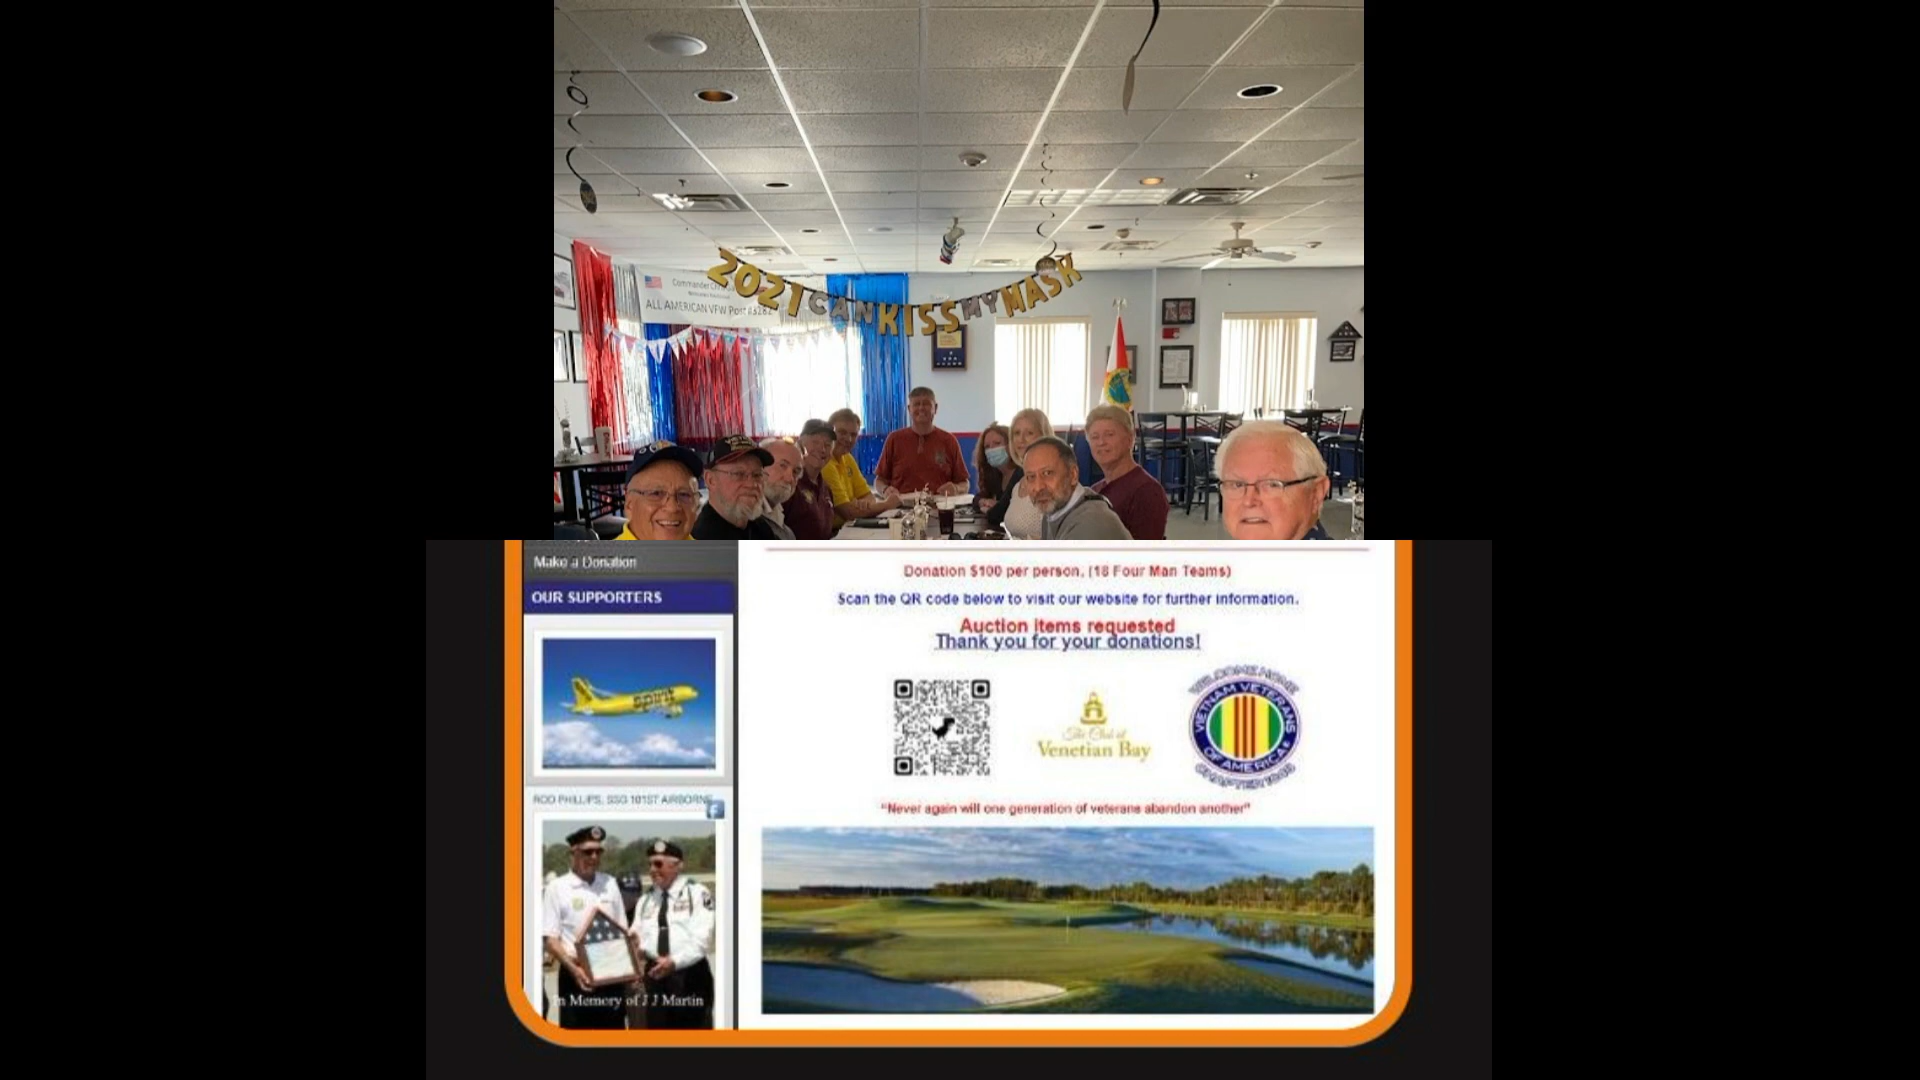 2021 CAN KISS MY MASK
ALL AMERICAN VFW Post
Make a Donation
OUR SUPPORTERS
spirit
ROD PHILLIPS, SSG 101ST AIRBORNE
In Memory of J J Martin
Donation $100 per person, (18 Four Man Teams)
Scan the QR code below to visit our website for further information.
Auction items requested
Thank you for your donations!
The Club at
Venetian Bay
WELCOME HOME
VIETNAM VETERANS
OF AMERICA
"Never again will one generation of veterans abandon another"